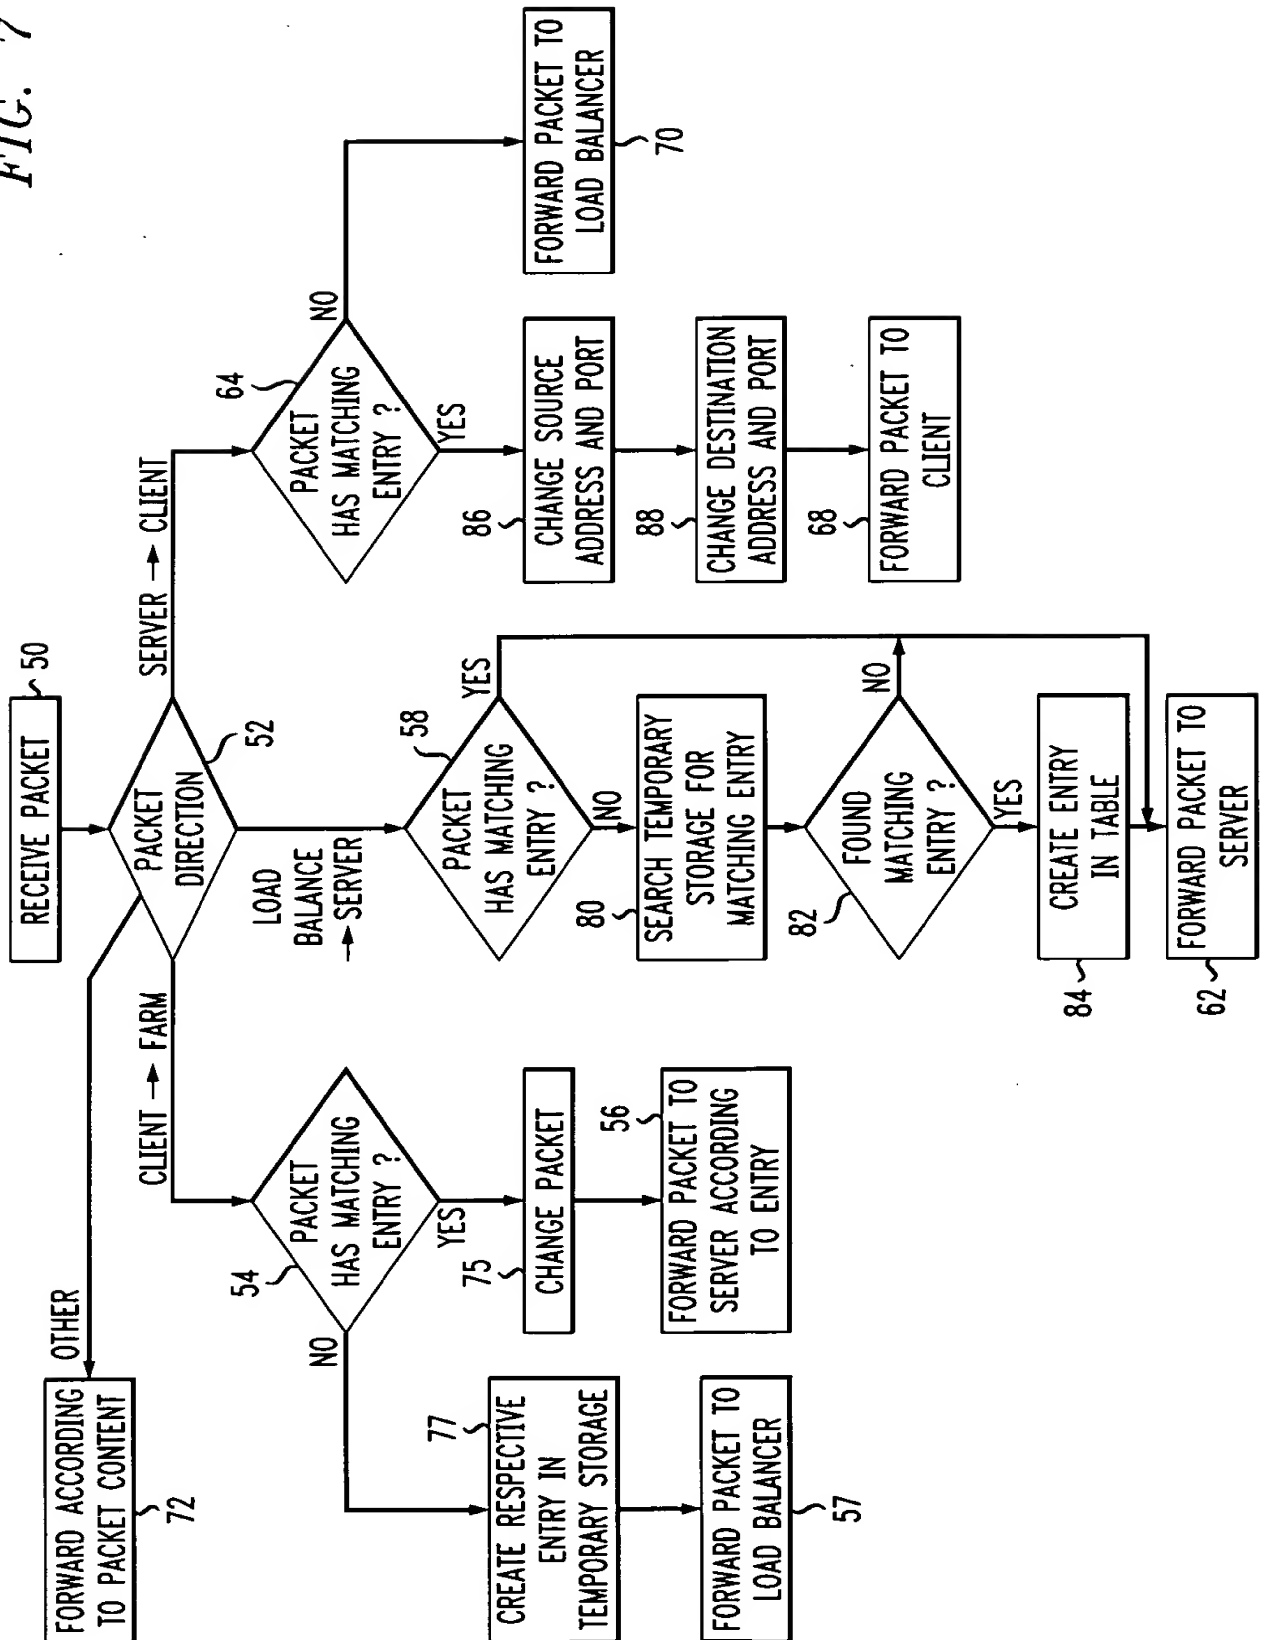 FIG. 7
RECEIVE PACKET
50
PACKET
DIRECTION
52
OTHER
FORWARD ACCORDING
TO PACKET CONTENT
72
CLIENT → FARM
PACKET
HAS MATCHING
ENTRY ?
54
NO
YES
CREATE RESPECTIVE
ENTRY IN
TEMPORARY STORAGE
77
FORWARD PACKET TO
LOAD BALANCER
57
75
CHANGE PACKET
FORWARD PACKET TO
SERVER ACCORDING
TO ENTRY
56
LOAD
BALANCE
→ SERVER
PACKET
HAS MATCHING
ENTRY ?
58
YES
NO
80
SEARCH TEMPORARY
STORAGE FOR
MATCHING ENTRY
82
FOUND
MATCHING
ENTRY ?
NO
YES
CREATE ENTRY
IN TABLE
84
FORWARD PACKET TO
SERVER
62
SERVER → CLIENT
64
PACKET
HAS MATCHING
ENTRY ?
NO
YES
86
CHANGE SOURCE
ADDRESS AND PORT
88
CHANGE DESTINATION
ADDRESS AND PORT
68
FORWARD PACKET TO
CLIENT
FORWARD PACKET TO
LOAD BALANCER
70